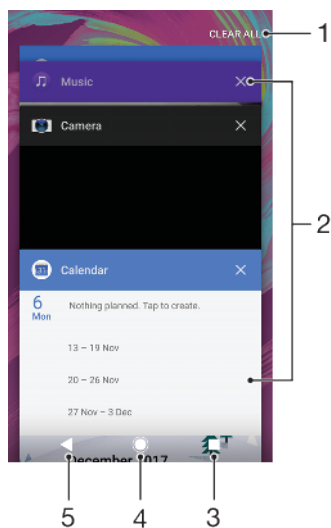 CLEAR ALL
1
Music
Camera
2
31
Calendar
6
Mon
Nothing planned. Tap to create.
13 – 19 Nov
20 – 26 Nov
27 Nov – 3 Dec
December 2017
5
4
3